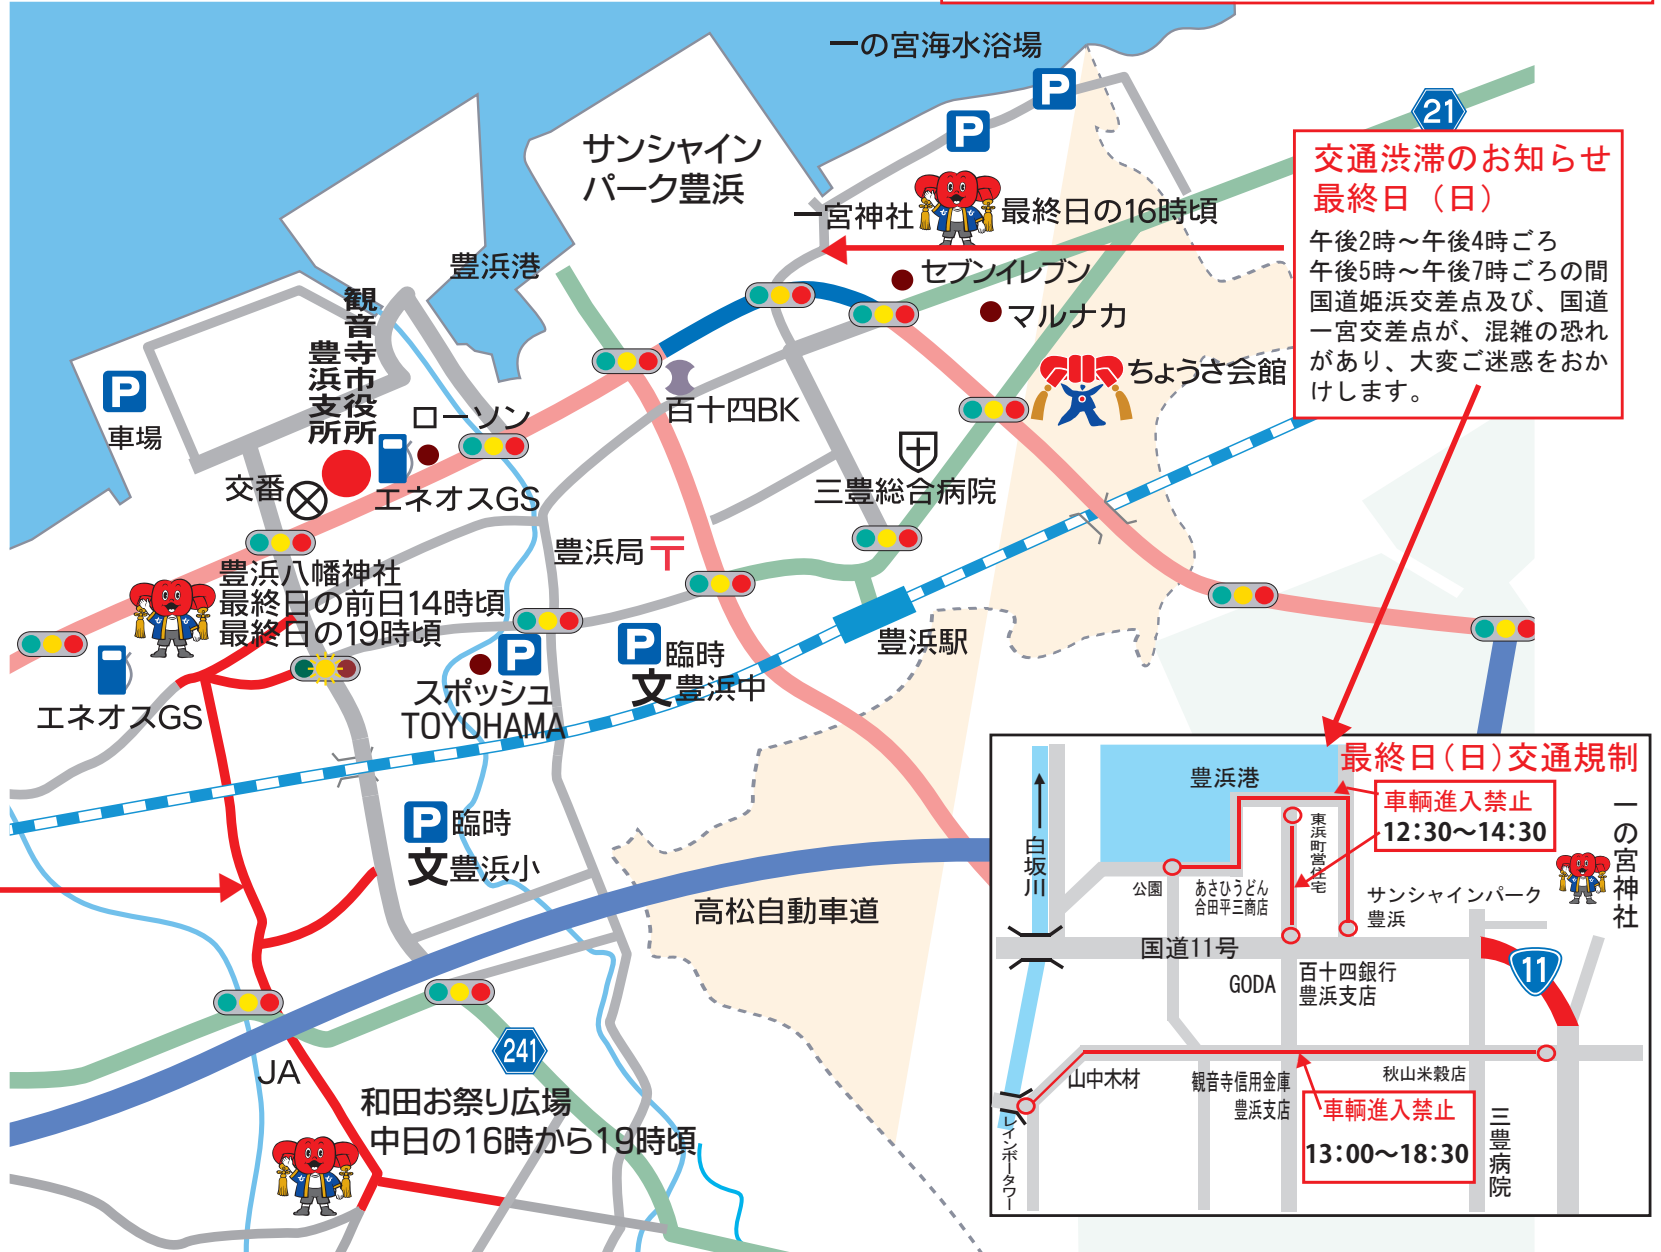 一の宮海水浴場
P
P
21
サンシャイン
パーク豊浜
一宮神社
最終日の16時頃
交通渋滞のお知らせ
最終日（日）
午後2時～午後4時ごろ
午後5時～午後7時ごろの間
国道姫浜交差点及び、国道
一宮交差点が、混雑の恐れ
があり、大変ご迷惑をおか
けします。
豊浜港
セブンイレブン
マルナカ
観音寺市役所
豊浜支所
P
車場
ローソン
百十四BK
ちょうさ会館
交番
エネオスGS
三豊総合病院
豊浜局
豊浜八幡神社
最終日の前日14時頃
最終日の19時頃
P
スポッシュ
TOYOHAMA
P
臨時
文豊浜中
豊浜駅
エネオスGS
P
臨時
文豊浜小
高松自動車道
JA
241
和田お祭り広場
中日の16時から19時頃
最終日(日)交通規制
豊浜港
車輌進入禁止
12:30～14:30
一の宮神社
白坂川
東浜町営住宅
公園
あさひうどん
合田平三商店
サンシャインパーク
豊浜
国道11号
11
GODA
百十四銀行
豊浜支店
山中木材
観音寺信用金庫
豊浜支店
秋山米穀店
車輌進入禁止
13:00～18:30
レインボータワー
三豊病院